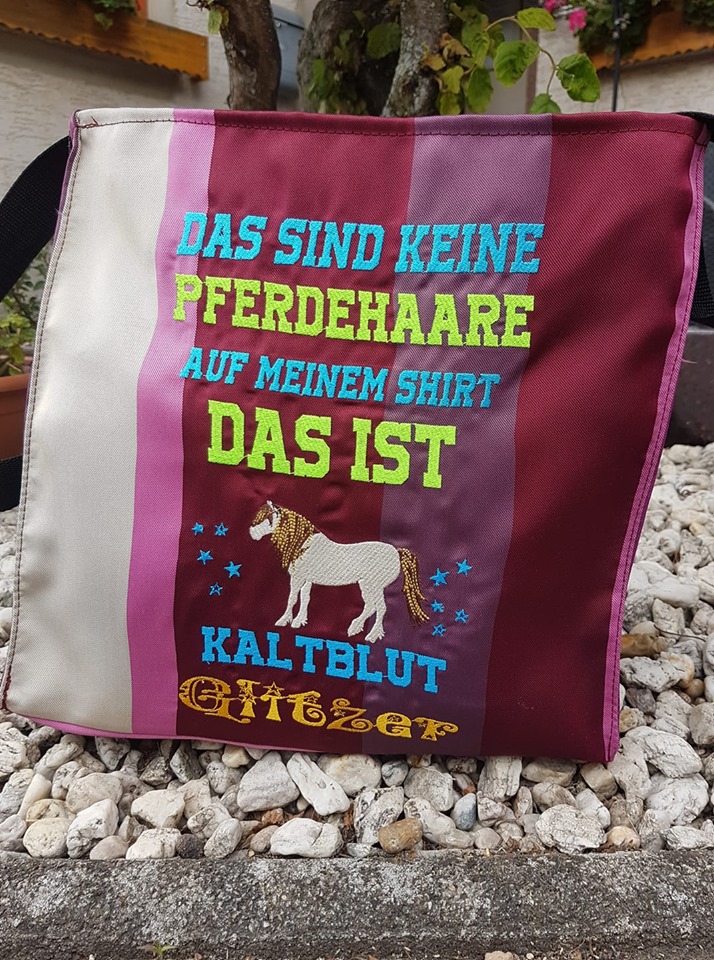 DAS SIND KEINE
PFERDEHAARE
AUF MEINEM SHIRT
DAS IST
KALTBLUT
Glitzer